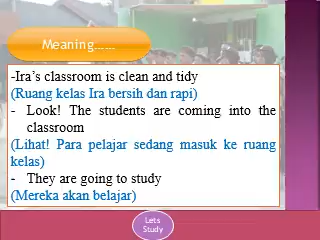 Meaning......
-Ira's classroom is clean and tidy
(Ruang kelas Ira bersih dan rapi)
- Look! The students are coming into the
classroom
(Lihat! Para pelajar sedang masuk ke ruang
kelas)
- They are going to study
(Mereka akan belajar)
Lets
Study